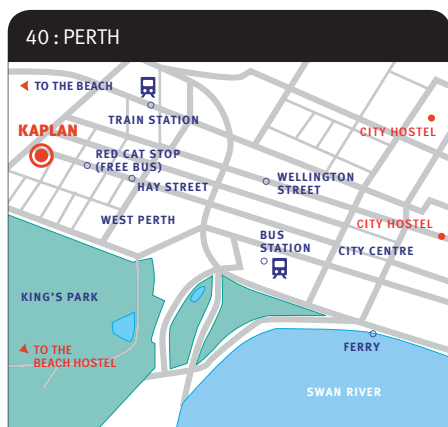 40 : PERTH
TO THE BEACH
TRAIN STATION
KAPLAN
CITY HOSTEL
RED CAT STOP
(FREE BUS)
HAY STREET
WELLINGTON
STREET
WEST PERTH
CITY HOSTEL
BUS
STATION
CITY CENTRE
KING'S PARK
TO THE
BEACH HOSTEL
FERRY
SWAN RIVER